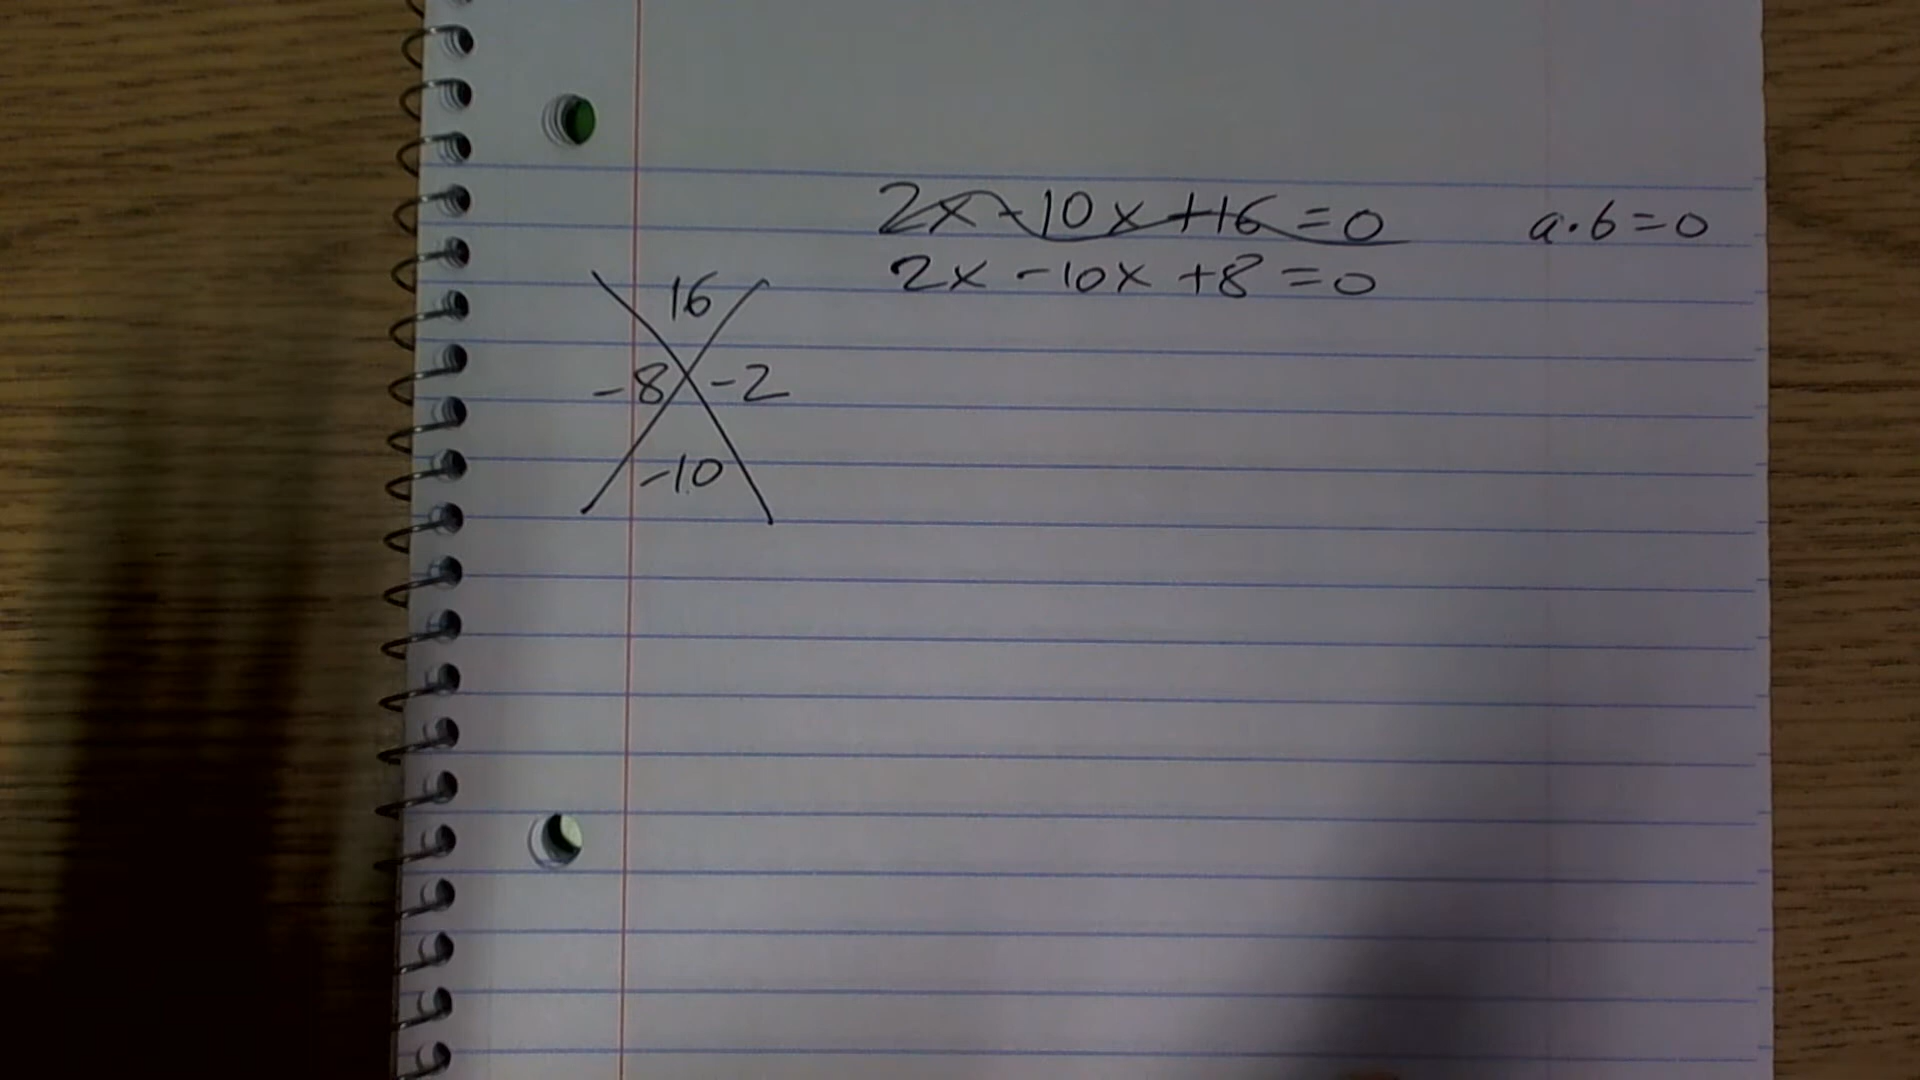 2x - 10x + 16 = 0
a · b = 0
2x - 10x + 8 = 0
16
-8 -2
-10